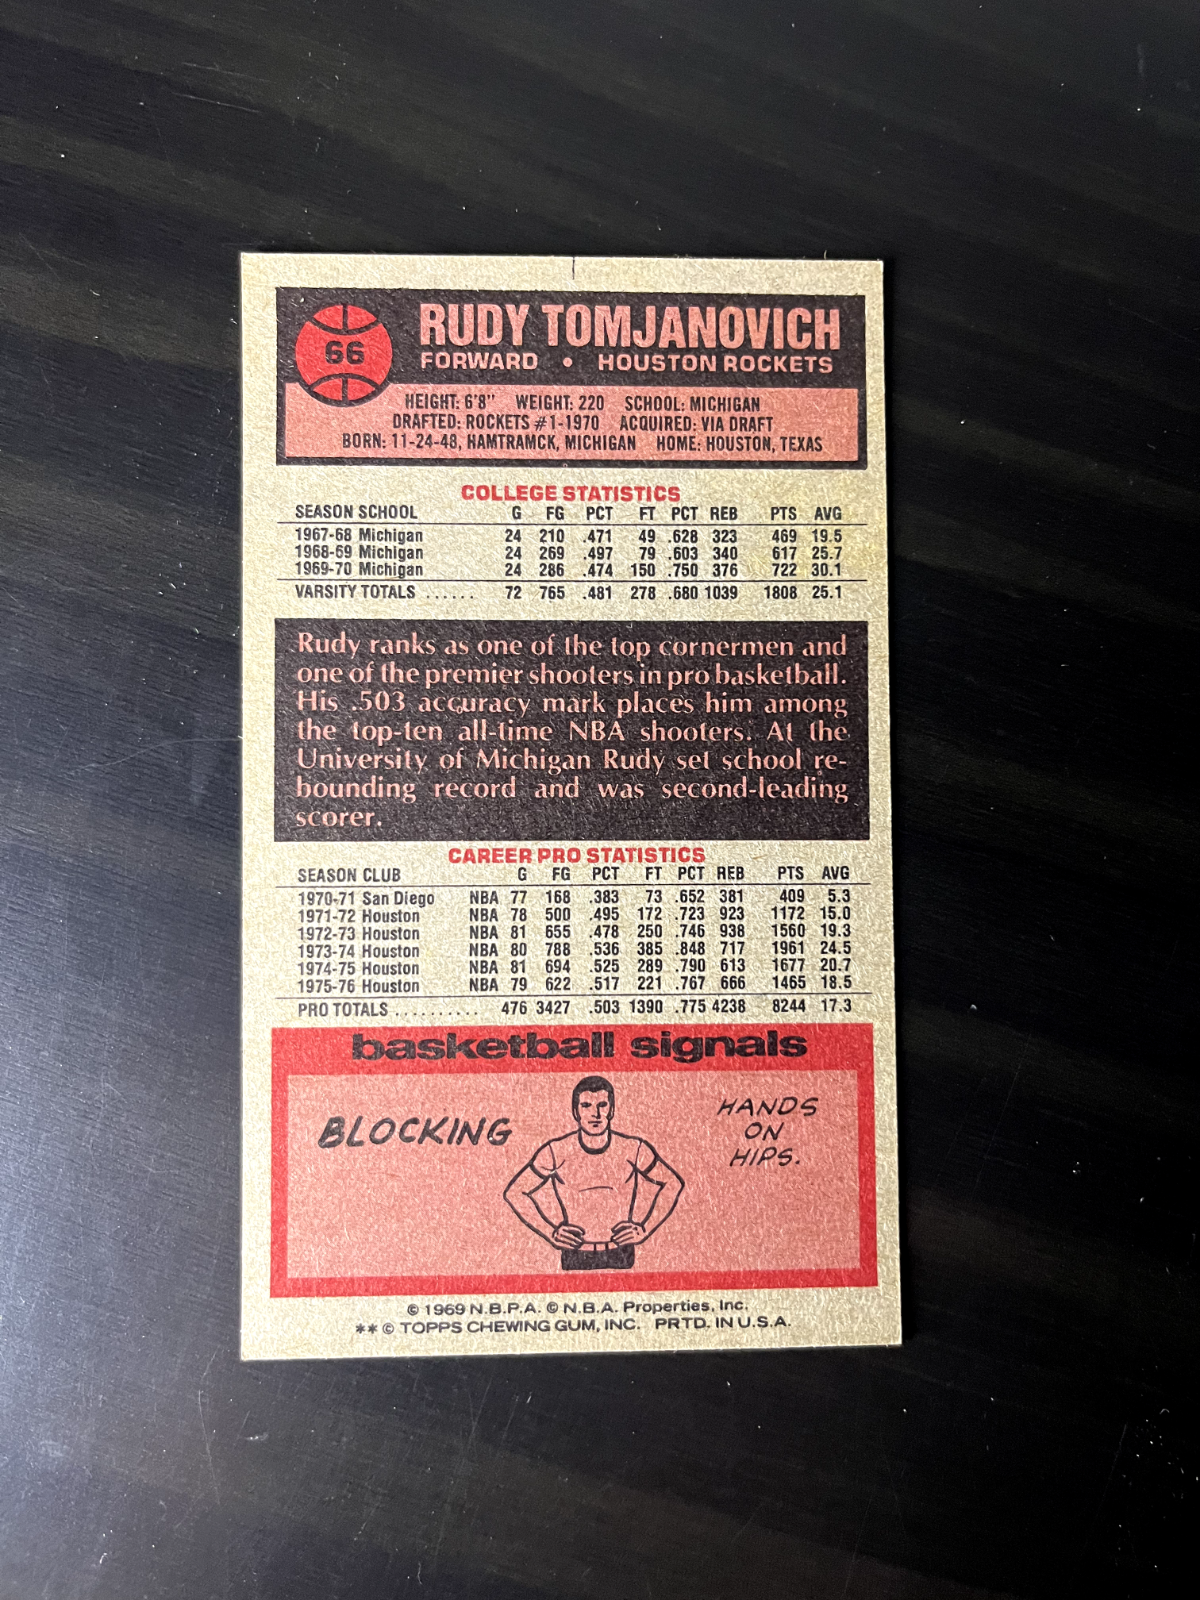 66
RUDY TOMJANOVICH
FORWARD • HOUSTON ROCKETS
HEIGHT: 6'8" WEIGHT: 220 SCHOOL: MICHIGAN
DRAFTED: ROCKETS #1-1970 ACQUIRED: VIA DRAFT
BORN: 11-24-48, HAMTRAMCK, MICHIGAN HOME: HOUSTON, TEXAS
COLLEGE STATISTICS
SEASON SCHOOL G FG PCT FT PCT REB PTS AVG
1967-68 Michigan 24 210 .471 49 .628 323 469 19.5
1968-69 Michigan 24 269 .497 79 .603 340 617 25.7
1969-70 Michigan 24 286 .474 150 .750 376 722 30.1
VARSITY TOTALS ...... 72 765 .481 278 .680 1039 1808 25.1
Rudy ranks as one of the top cornermen and
one of the premier shooters in pro basketball.
His .503 accuracy mark places him among
the top-ten all-time NBA shooters. At the
University of Michigan Rudy set school re-
bounding record and was second-leading
scorer.
CAREER PRO STATISTICS
SEASON CLUB G FG PCT FT PCT REB PTS AVG
1970-71 San Diego NBA 77 168 .383 73 .652 381 409 5.3
1971-72 Houston NBA 78 500 .495 172 .723 923 1172 15.0
1972-73 Houston NBA 81 655 .478 250 .746 938 1560 19.3
1973-74 Houston NBA 80 788 .536 385 .848 717 1961 24.5
1974-75 Houston NBA 81 694 .525 289 .790 613 1677 20.7
1975-76 Houston NBA 79 622 .517 221 .767 666 1465 18.5
PRO TOTALS .......... 476 3427 .503 1390 .775 4238 8244 17.3
basketball signals
BLOCKING
HANDS
ON
HIPS.
© 1969 N.B.P.A. © N.B.A. Properties, Inc.
** © TOPPS CHEWING GUM, INC. PRTD. IN U.S.A.